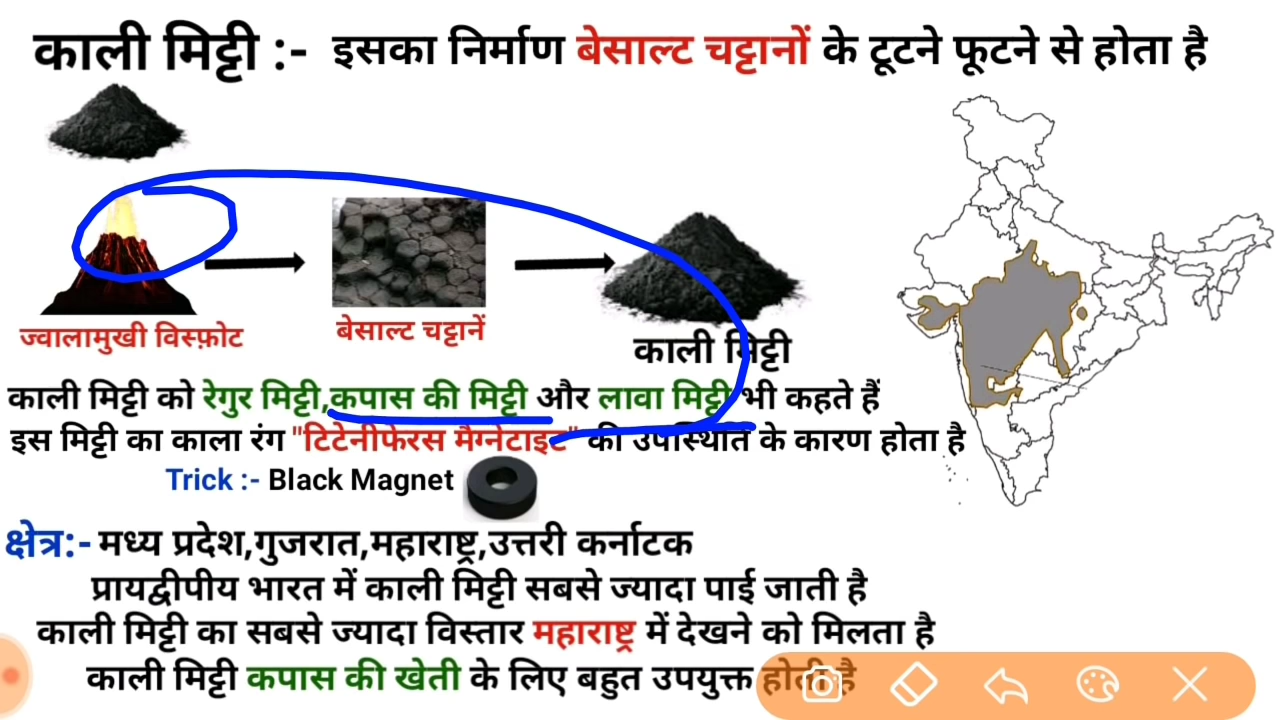 काली मिट्टी :- इसका निर्माण बेसाल्ट चट्टानों के टूटने फूटने से होता है
ज्वालामुखी विस्फ़ोट
बेसाल्ट चट्टानें
काली मिट्टी
काली मिट्टी को रेगुर मिट्टी,कपास की मिट्टी और लावा मिट्टी भी कहते हैं
इस मिट्टी का काला रंग "टिटेनीफेरस मैग्नेटाइट" की उपस्थिति के कारण होता है
Trick :- Black Magnet
क्षेत्र:- मध्य प्रदेश,गुजरात,महाराष्ट्र,उत्तरी कर्नाटक
प्रायद्वीपीय भारत में काली मिट्टी सबसे ज्यादा पाई जाती है
काली मिट्टी का सबसे ज्यादा विस्तार महाराष्ट्र में देखने को मिलता है
काली मिट्टी कपास की खेती के लिए बहुत उपयुक्त होती है